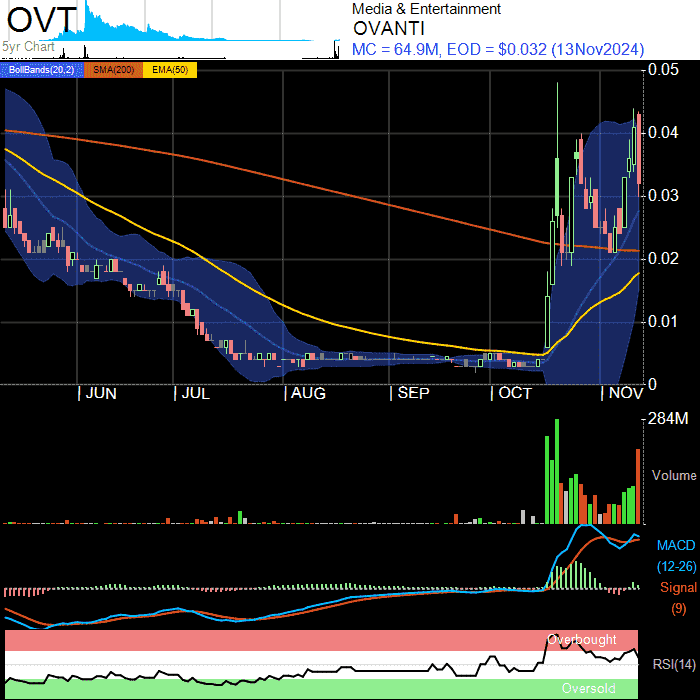 OVT
5yr Chart
Media & Entertainment
OVANTI
MC = 64.9M, EOD = $0.032 (13Nov2024)
BollBands(20,2) SMA(200) EMA(50)
0.05
0.04
0.03
0.02
0.01
0
| JUN | JUL | AUG | SEP | OCT | NOV
284M
Volume
MACD
(12-26)
Signal
(9)
Overbought
RSI(14)
Oversold